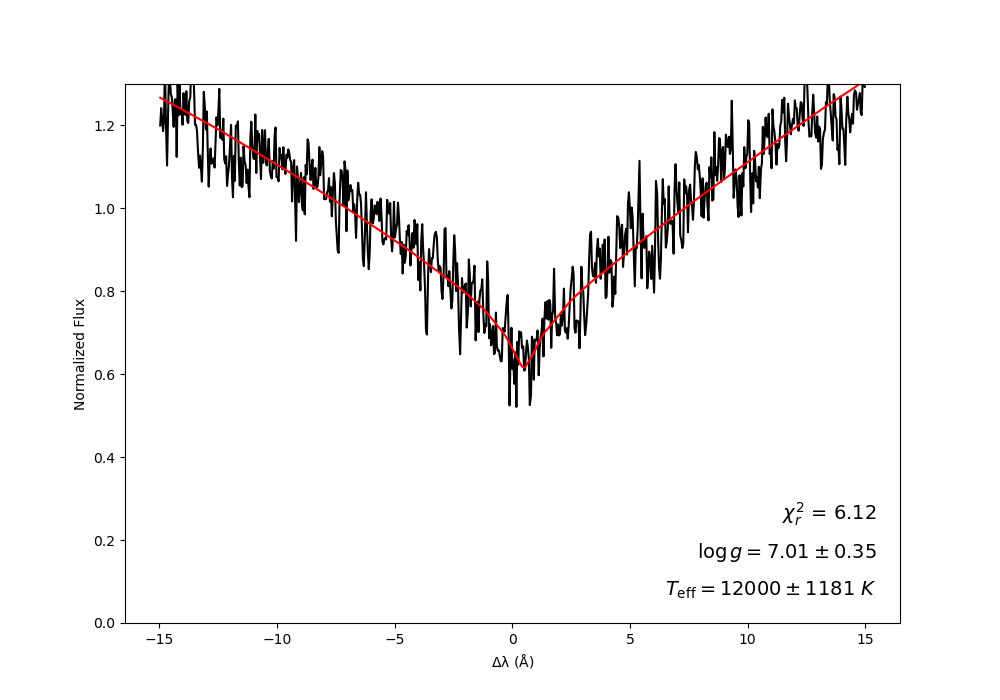 1.2
1.0
0.8
0.6
0.4
0.2
0.0
Normalized Flux
χ²ᵣ = 6.12
log g = 7.01 ± 0.35
T_eff = 12000 ± 1181 K
−15 −10 −5 0 5 10 15
Δλ (Å)